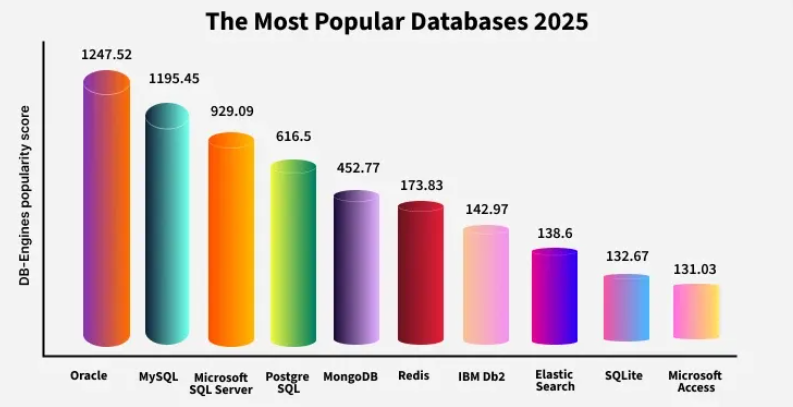 The Most Popular Databases 2025
DB-Engines popularity score
1247.52
1195.45
929.09
616.5
452.77
173.83
142.97
138.6
132.67
131.03
Oracle
MySQL
Microsoft
SQL Server
Postgre
SQL
MongoDB
Redis
IBM Db2
Elastic
Search
SQLite
Microsoft
Access